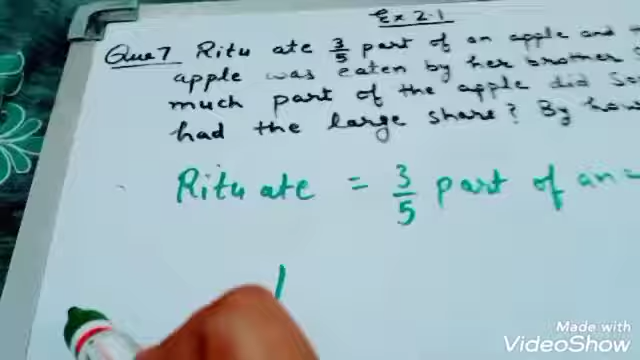 Ex 2.1
Que 7 Ritu ate 3/5 part of an apple and
apple was eaten by her brother
much part of the apple did
had the large share? By
Ritu ate = 3/5 part of an
Made with
VideoShow